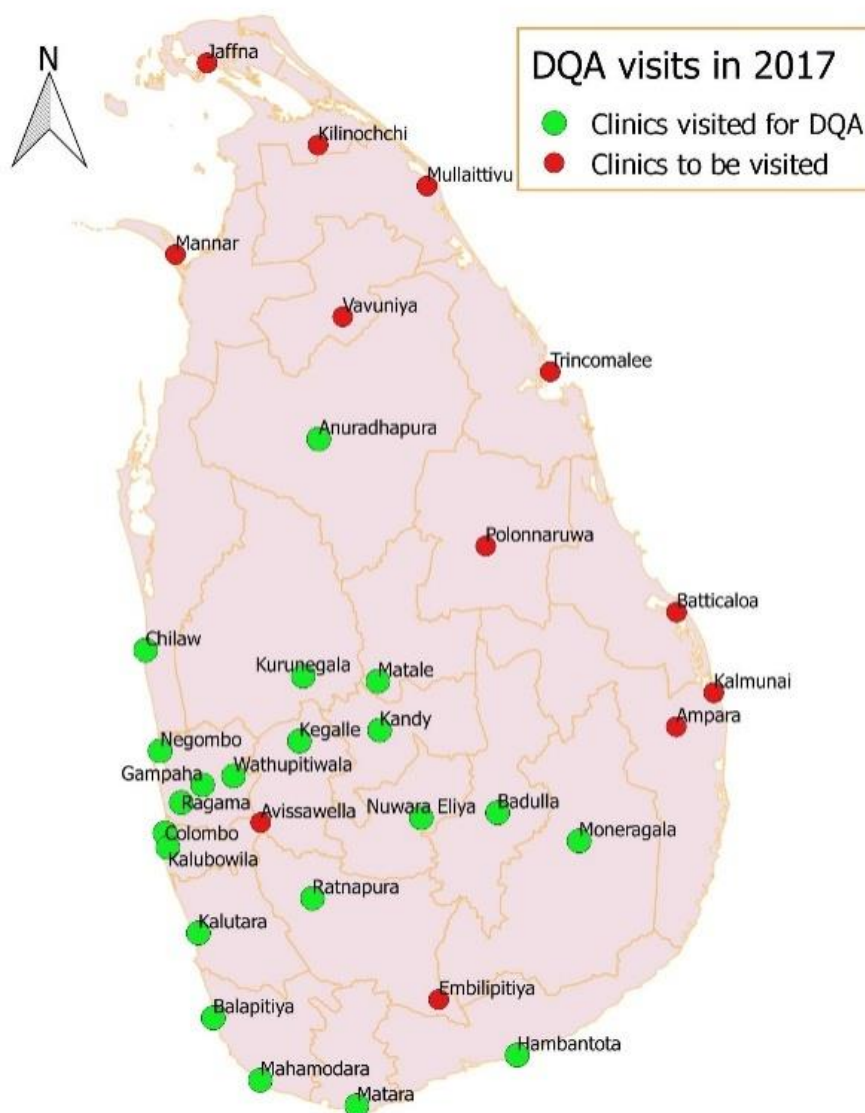 Jaffna
N
DQA visits in 2017
Clinics visited for DQA
Clinics to be visited
Kilinochchi
Mullaittivu
Mannar
Vavuniya
Trincomalee
Anuradhapura
Polonnaruwa
Batticaloa
Chilaw
Kurunegala
Matale
Kalmunai
Ampara
Kandy
Kegalle
Negombo
Wathupitiwala
Gampaha
Ragama
Avissawella
Nuwara Eliya
Badulla
Moneragala
Colombo
Kalubowila
Ratnapura
Kalutara
Embilipitiya
Balapitiya
Hambantota
Mahamodara
Matara